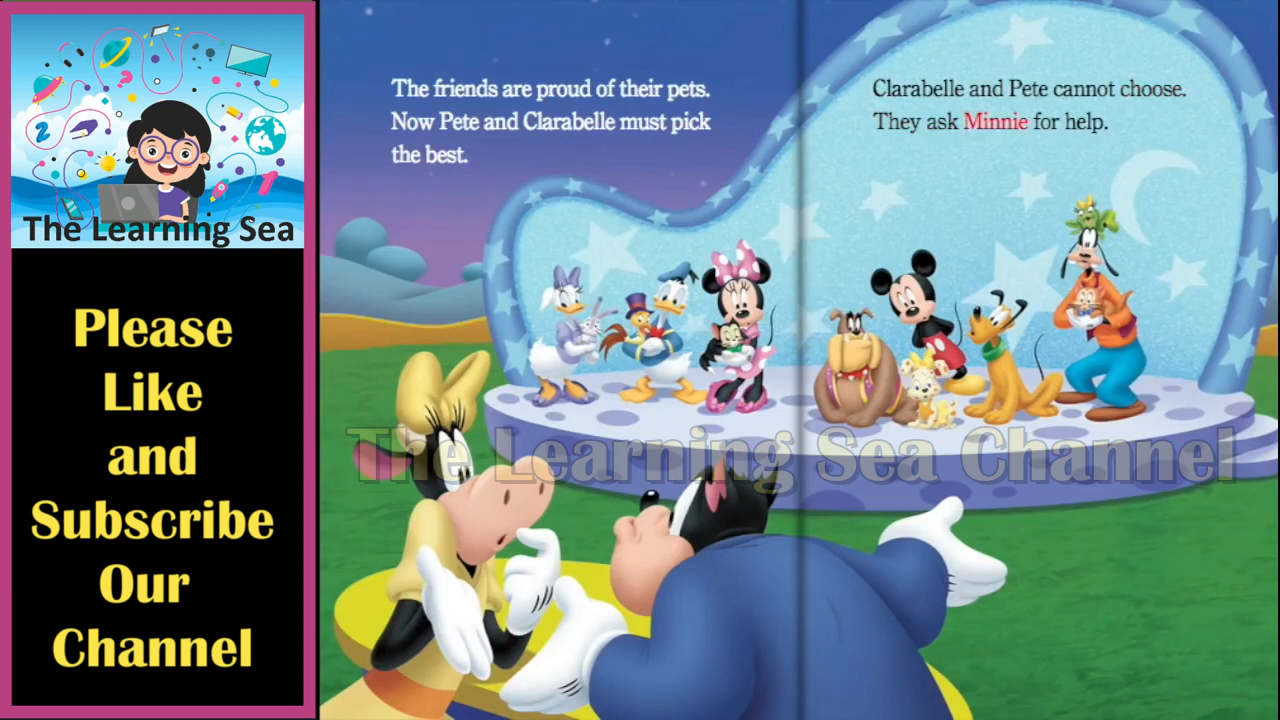 The Learning Sea
Please
Like
and
Subscribe
Our
Channel
The friends are proud of their pets.
Now Pete and Clarabelle must pick
the best.
Clarabelle and Pete cannot choose.
They ask Minnie for help.
The Learning Sea Channel